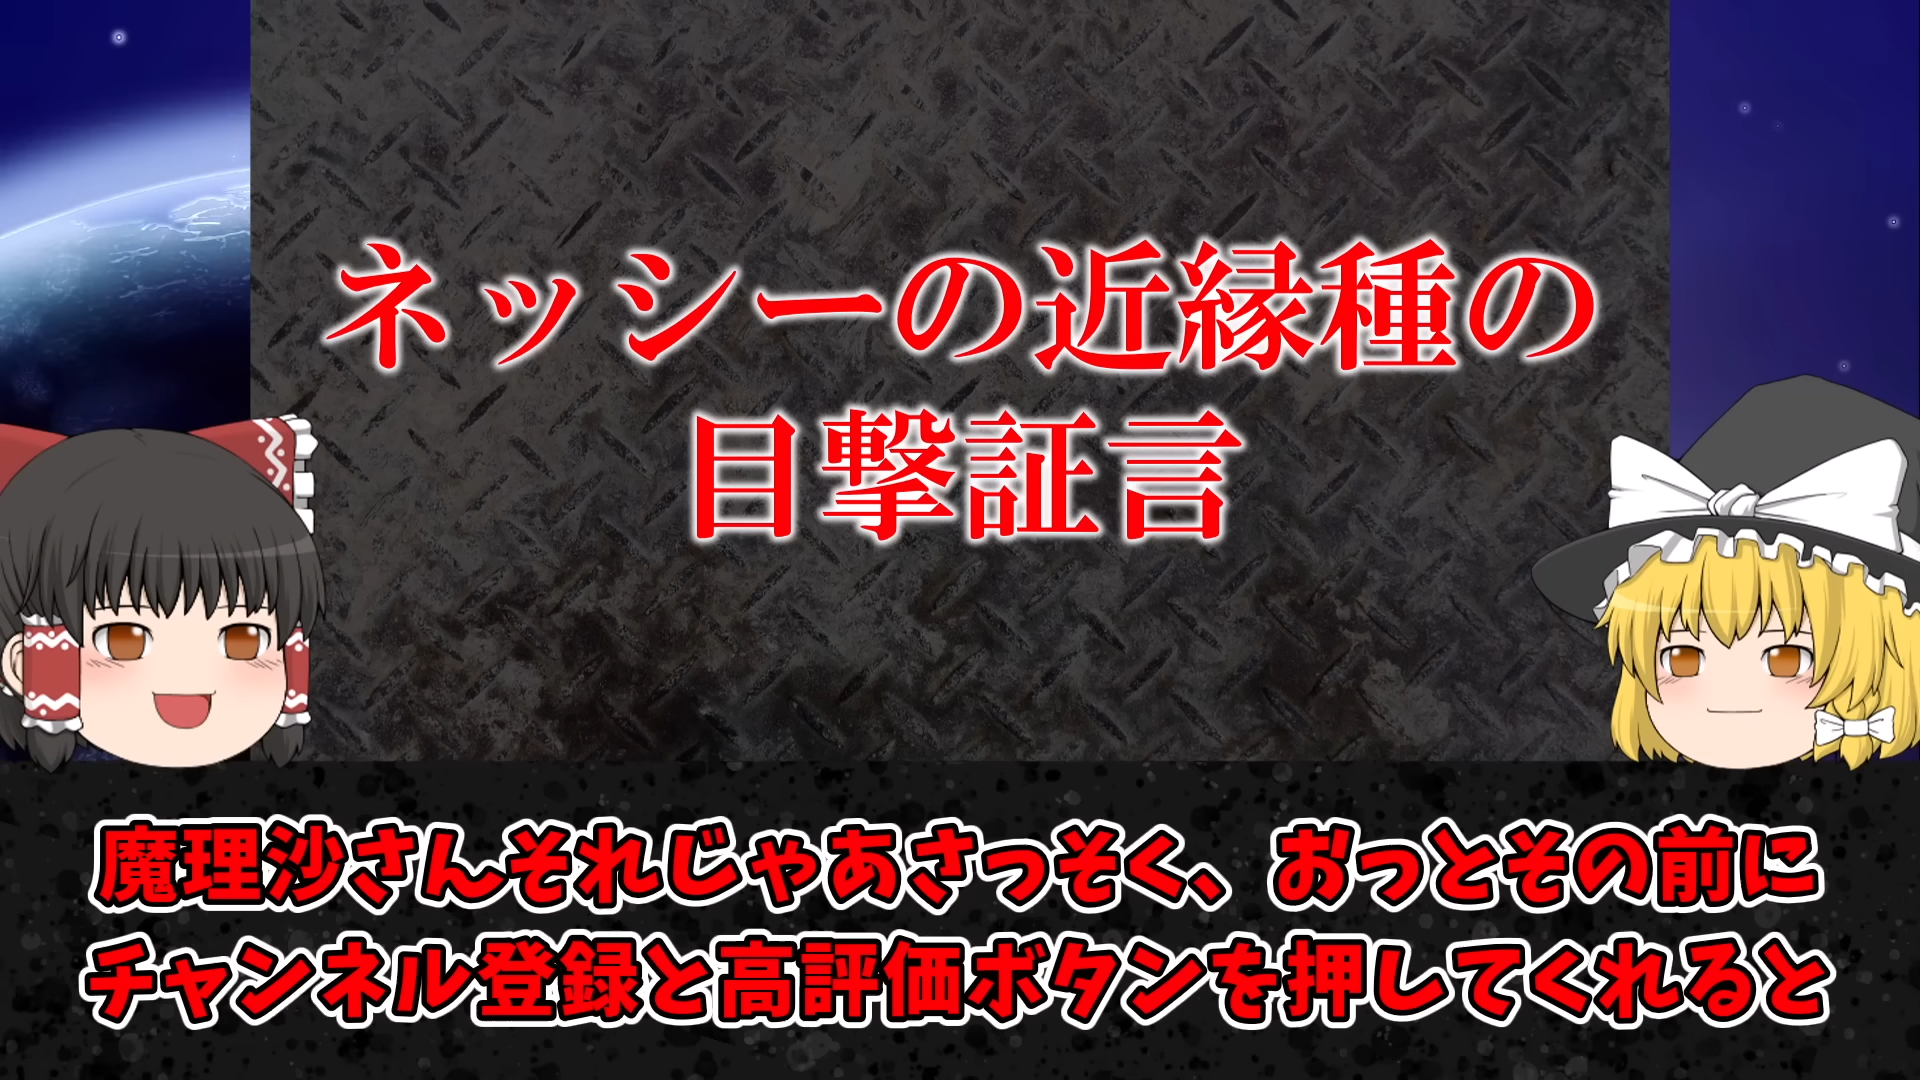 ネッシーの近縁種の
目撃証言
魔理沙さんそれじゃあさっそく、おっとその前に
チャンネル登録と高評価ボタンを押してくれると